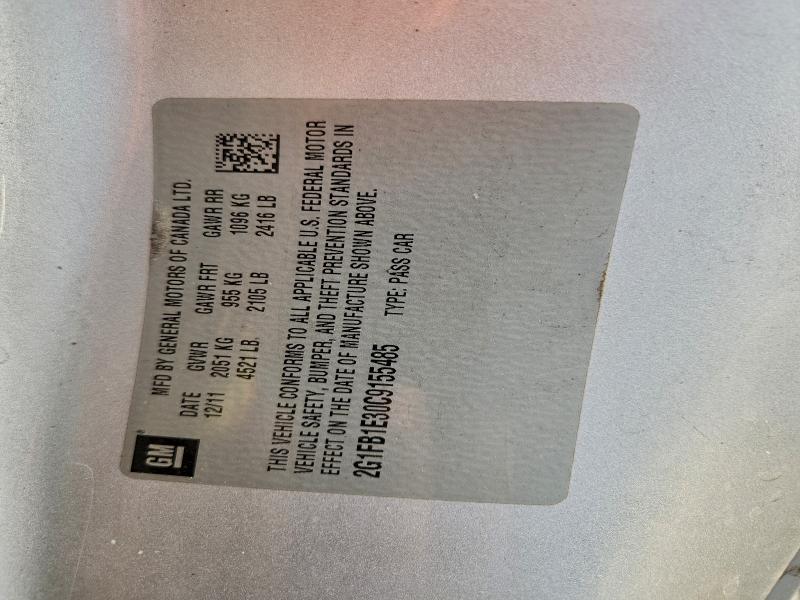 GM®
MFD BY GENERAL MOTORS OF CANADA LTD.
DATE GVWR GAWR FRT GAWR RR
12/11 2051 KG 955 KG 1096 KG
4521 LB. 2105 LB 2416 LB
THIS VEHICLE CONFORMS TO ALL APPLICABLE U.S. FEDERAL MOTOR
VEHICLE SAFETY, BUMPER, AND THEFT PREVENTION STANDARDS IN
EFFECT ON THE DATE OF MANUFACTURE SHOWN ABOVE.
2G1FB1E30C9155485 TYPE: PASS CAR